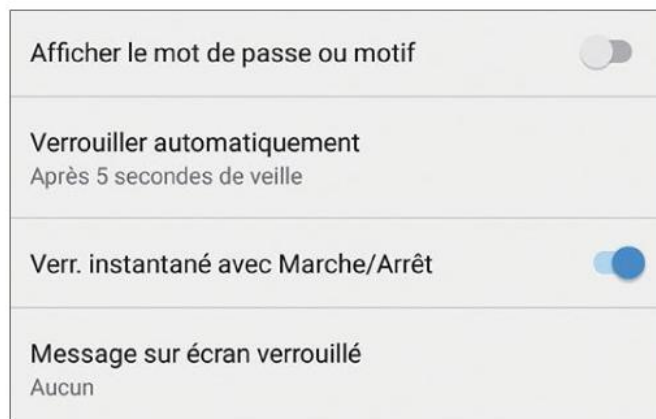 Afficher le mot de passe ou motif
Verrouiller automatiquement
Après 5 secondes de veille
Verr. instantané avec Marche/Arrêt
Message sur écran verrouillé
Aucun